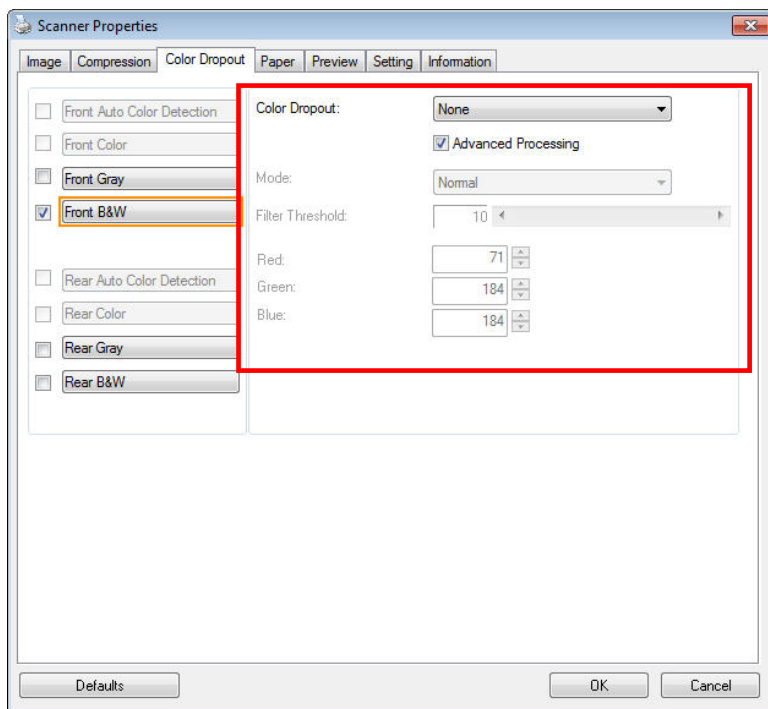 Scanner Properties
Image Compression Color Dropout Paper Preview Setting Information
Front Auto Color Detection
Front Color
Front Gray
Front B&W
Rear Auto Color Detection
Rear Color
Rear Gray
Rear B&W
Color Dropout: None
Advanced Processing
Mode: Normal
Filter Threshold: 10
Red: 71
Green: 184
Blue: 184
Defaults OK Cancel